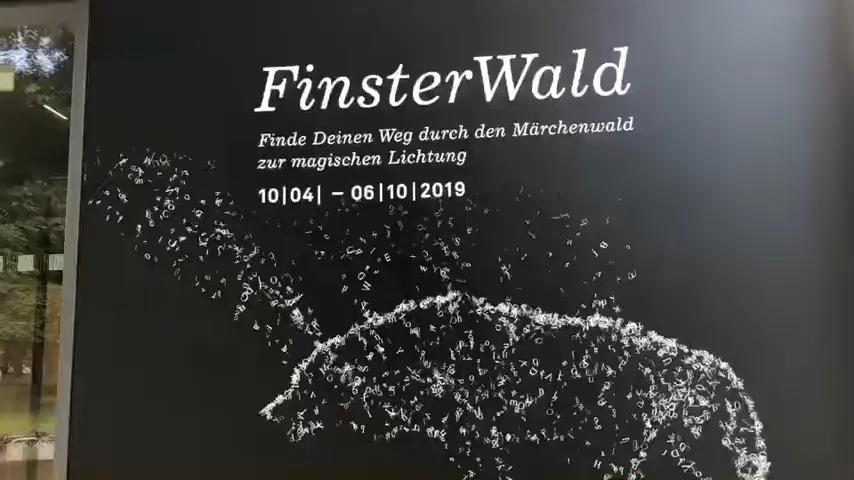 FinsterWald
Finde Deinen Weg durch den Märchenwald
zur magischen Lichtung
10|04| – 06|10|2019